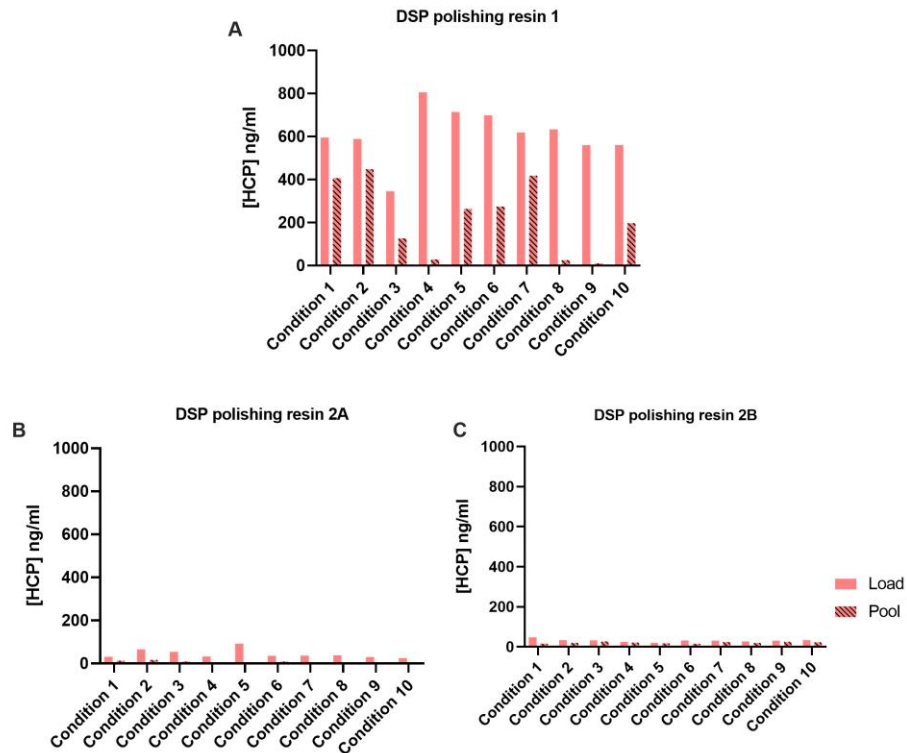 A
DSP polishing resin 1
[HCP] ng/ml
1000
800
600
400
200
0
Condition 1
Condition 2
Condition 3
Condition 4
Condition 5
Condition 6
Condition 7
Condition 8
Condition 9
Condition 10
B
DSP polishing resin 2A
[HCP] ng/ml
1000
800
600
400
200
0
Condition 1
Condition 2
Condition 3
Condition 4
Condition 5
Condition 6
Condition 7
Condition 8
Condition 9
Condition 10
C
DSP polishing resin 2B
[HCP] ng/ml
1000
800
600
400
200
0
Condition 1
Condition 2
Condition 3
Condition 4
Condition 5
Condition 6
Condition 7
Condition 8
Condition 9
Condition 10
Load
Pool